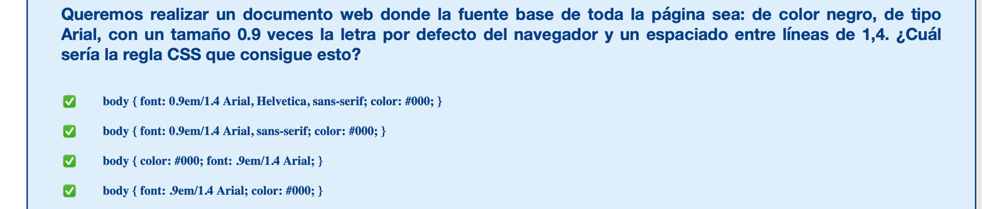 Queremos realizar un documento web donde la fuente base de toda la página sea: de color negro, de tipo
Arial, con un tamaño 0.9 veces la letra por defecto del navegador y un espaciado entre líneas de 1,4. ¿Cuál
sería la regla CSS que consigue esto?
body { font: 0.9em/1.4 Arial, Helvetica, sans-serif; color: #000; }
body { font: 0.9em/1.4 Arial, sans-serif; color: #000; }
body { color: #000; font: .9em/1.4 Arial; }
body { font: .9em/1.4 Arial; color: #000; }